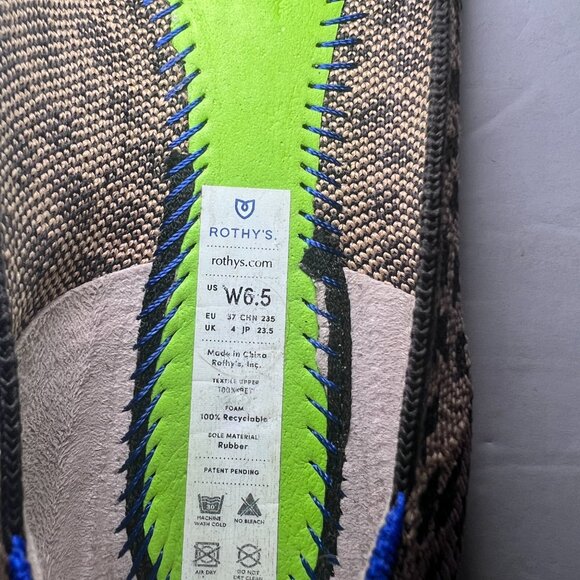 ROTHY'S.
rothys.com
US W6.5
EU 37 CHN 235
UK 4 JP 23.5
Made in China
Rothy's, Inc.
TEXTILE UPPER
100% PET
FOAM
100% Recyclable
SOLE MATERIAL
Rubber
PATENT PENDING
30
MACHINE WASH COLD
NO BLEACH
AIR DRY
DO NOT DRY CLEAN